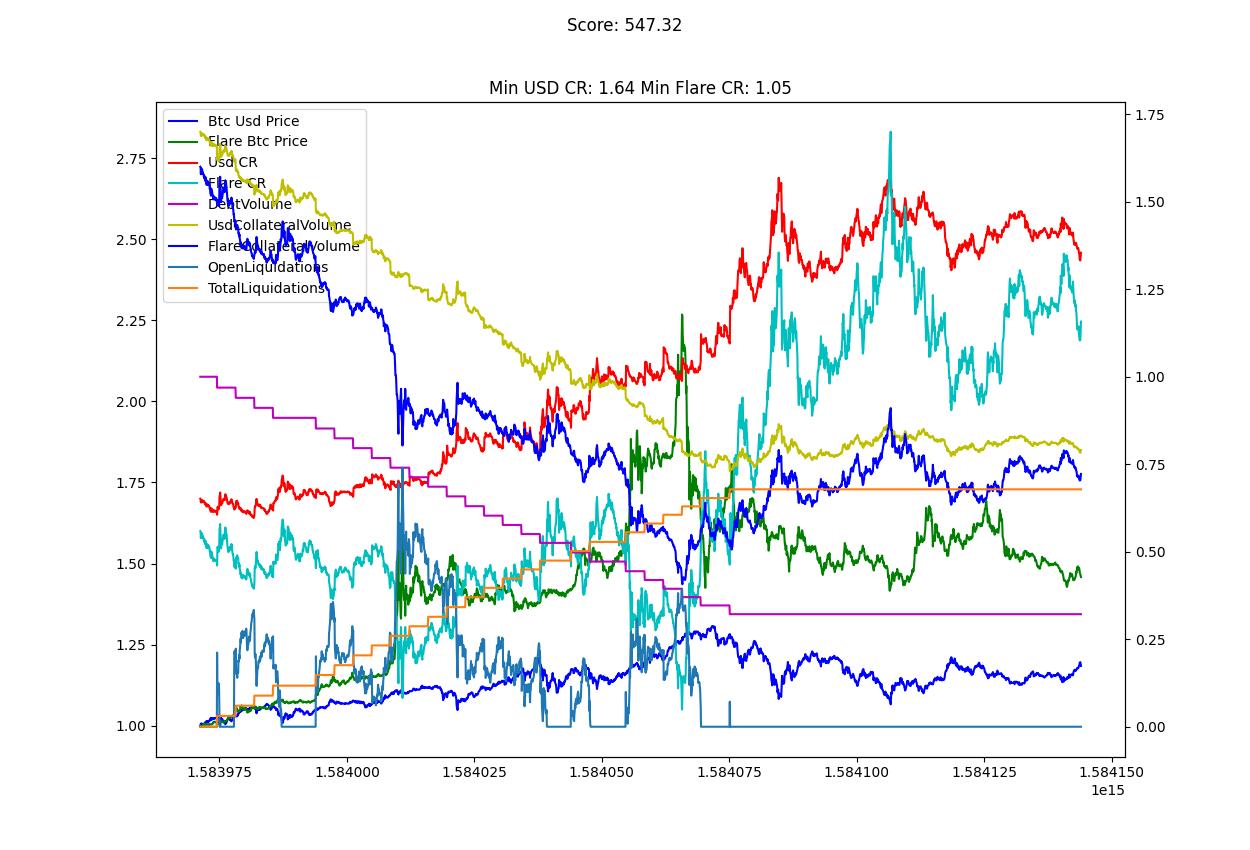 Score: 547.32
Min USD CR: 1.64 Min Flare CR: 1.05
Btc Usd Price
Flare Btc Price
Usd CR
Flare CR
DebtVolume
UsdCollateralVolume
FlareCollateralVolume
OpenLiquidations
TotalLiquidations
2.75
2.50
2.25
2.00
1.75
1.50
1.25
1.00
1.75
1.50
1.25
1.00
0.75
0.50
0.25
0.00
1.583975
1.584000
1.584025
1.584050
1.584075
1.584100
1.584125
1.584150
1e15